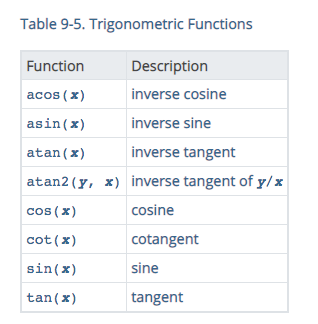 Table 9-5. Trigonometric Functions
Function Description
acos(x) inverse cosine
asin(x) inverse sine
atan(x) inverse tangent
atan2(y, x) inverse tangent of y/x
cos(x) cosine
cot(x) cotangent
sin(x) sine
tan(x) tangent